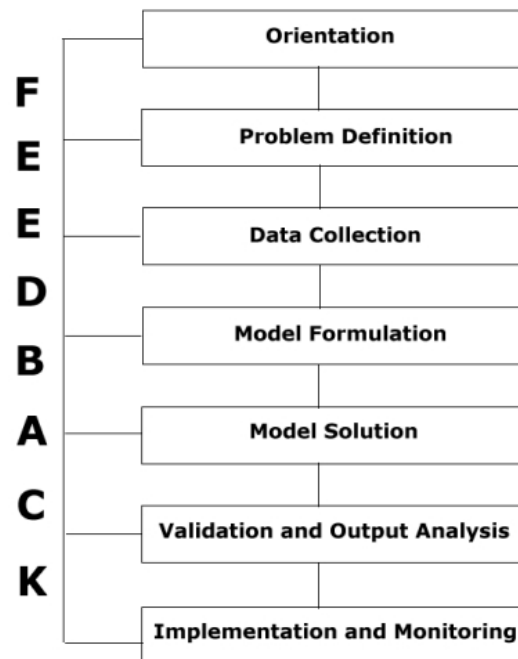 F
E
E
D
B
A
C
K
Orientation
Problem Definition
Data Collection
Model Formulation
Model Solution
Validation and Output Analysis
Implementation and Monitoring